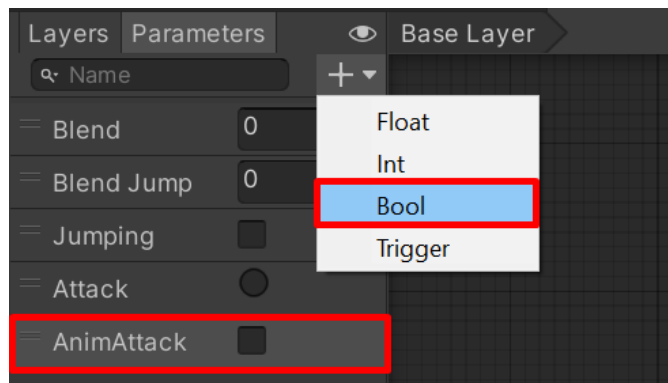 Layers Parameters Base Layer
Name
Blend 0
Blend Jump 0
Jumping
Attack
AnimAttack
Float
Int
Bool
Trigger